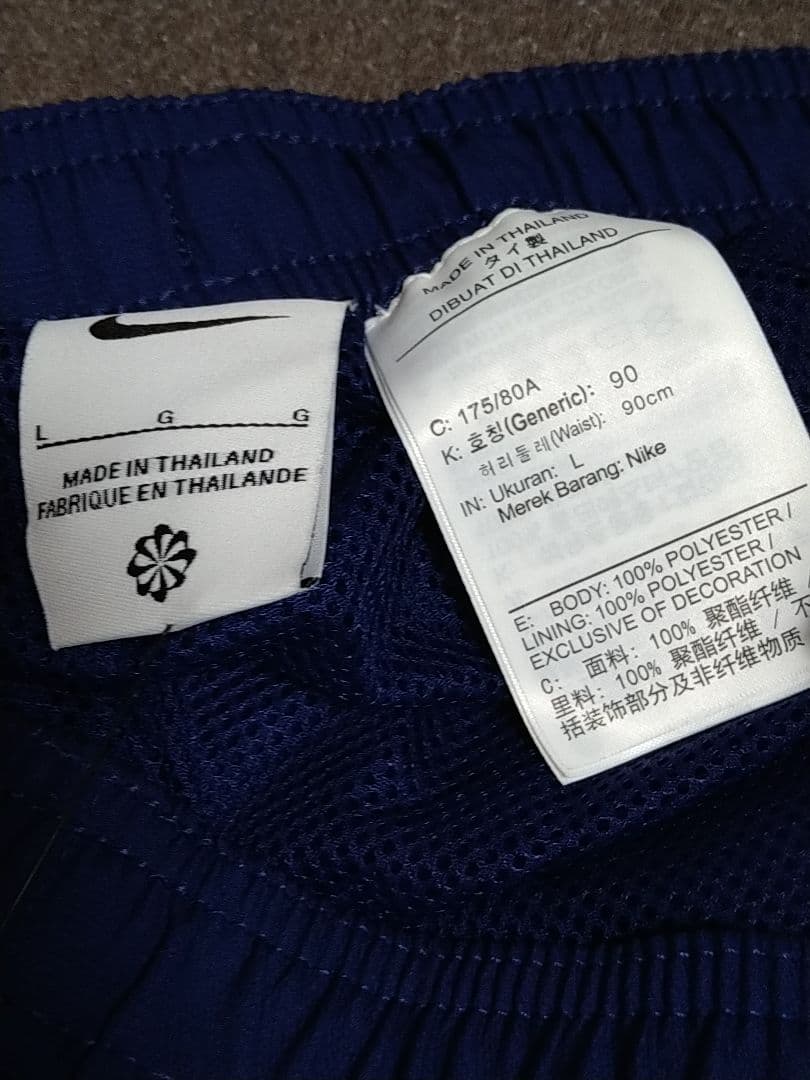 L G G
MADE IN THAILAND
FABRIQUE EN THAILANDE
MADE IN THAILAND
タイ製
DIBUAT DI THAILAND
C: 175/80A
K: 호칭(Generic): 90
허리둘레(Waist): 90cm
IN: Ukuran: L
Merek Barang: Nike
E: BODY: 100% POLYESTER /
LINING: 100% POLYESTER /
EXCLUSIVE OF DECORATION
C: 面料: 100% 聚酯纤维 /
里料: 100% 聚酯纤维 / 不
括装饰部分及非纤维物质